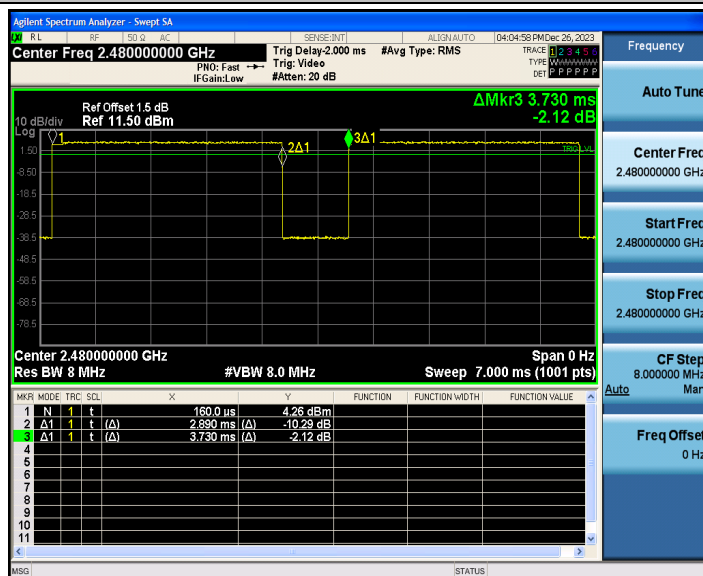 Agilent Spectrum Analyzer - Swept SA
LXI RL RF 50 Ω AC SENSE:INT ALIGNAUTO 04:04:58 PM Dec 26, 2023
Center Freq 2.480000000 GHz
PNO: Fast
IFGain:Low
Trig Delay-2.000 ms
Trig: Video
#Atten: 20 dB
#Avg Type: RMS
TRACE 1 2 3 4 5 6
TYPE WWWWWW
DET P P P P P P
Ref Offset 1.5 dB
Ref 11.50 dBm
10 dB/div
Log
ΔMkr3 3.730 ms
-2.12 dB
1
2Δ1
3Δ1
TRIG LVL
1.50
-8.50
-18.5
-28.5
-38.5
-48.5
-58.5
-68.5
-78.5
Center 2.480000000 GHz Span 0 Hz
Res BW 8 MHz #VBW 8.0 MHz Sweep 7.000 ms (1001 pts)
MKR MODE TRC SCL X Y FUNCTION FUNCTION WIDTH FUNCTION VALUE
1 N 1 t 160.0 µs 4.26 dBm
2 Δ1 1 t (Δ) 2.890 ms (Δ) -10.29 dB
3 Δ1 1 t (Δ) 3.730 ms (Δ) -2.12 dB
4
5
6
7
8
9
10
11
MSG STATUS
Frequency
Auto Tune
Center Freq
2.480000000 GHz
Start Freq
2.480000000 GHz
Stop Freq
2.480000000 GHz
CF Step
8.000000 MHz
Auto Man
Freq Offset
0 Hz